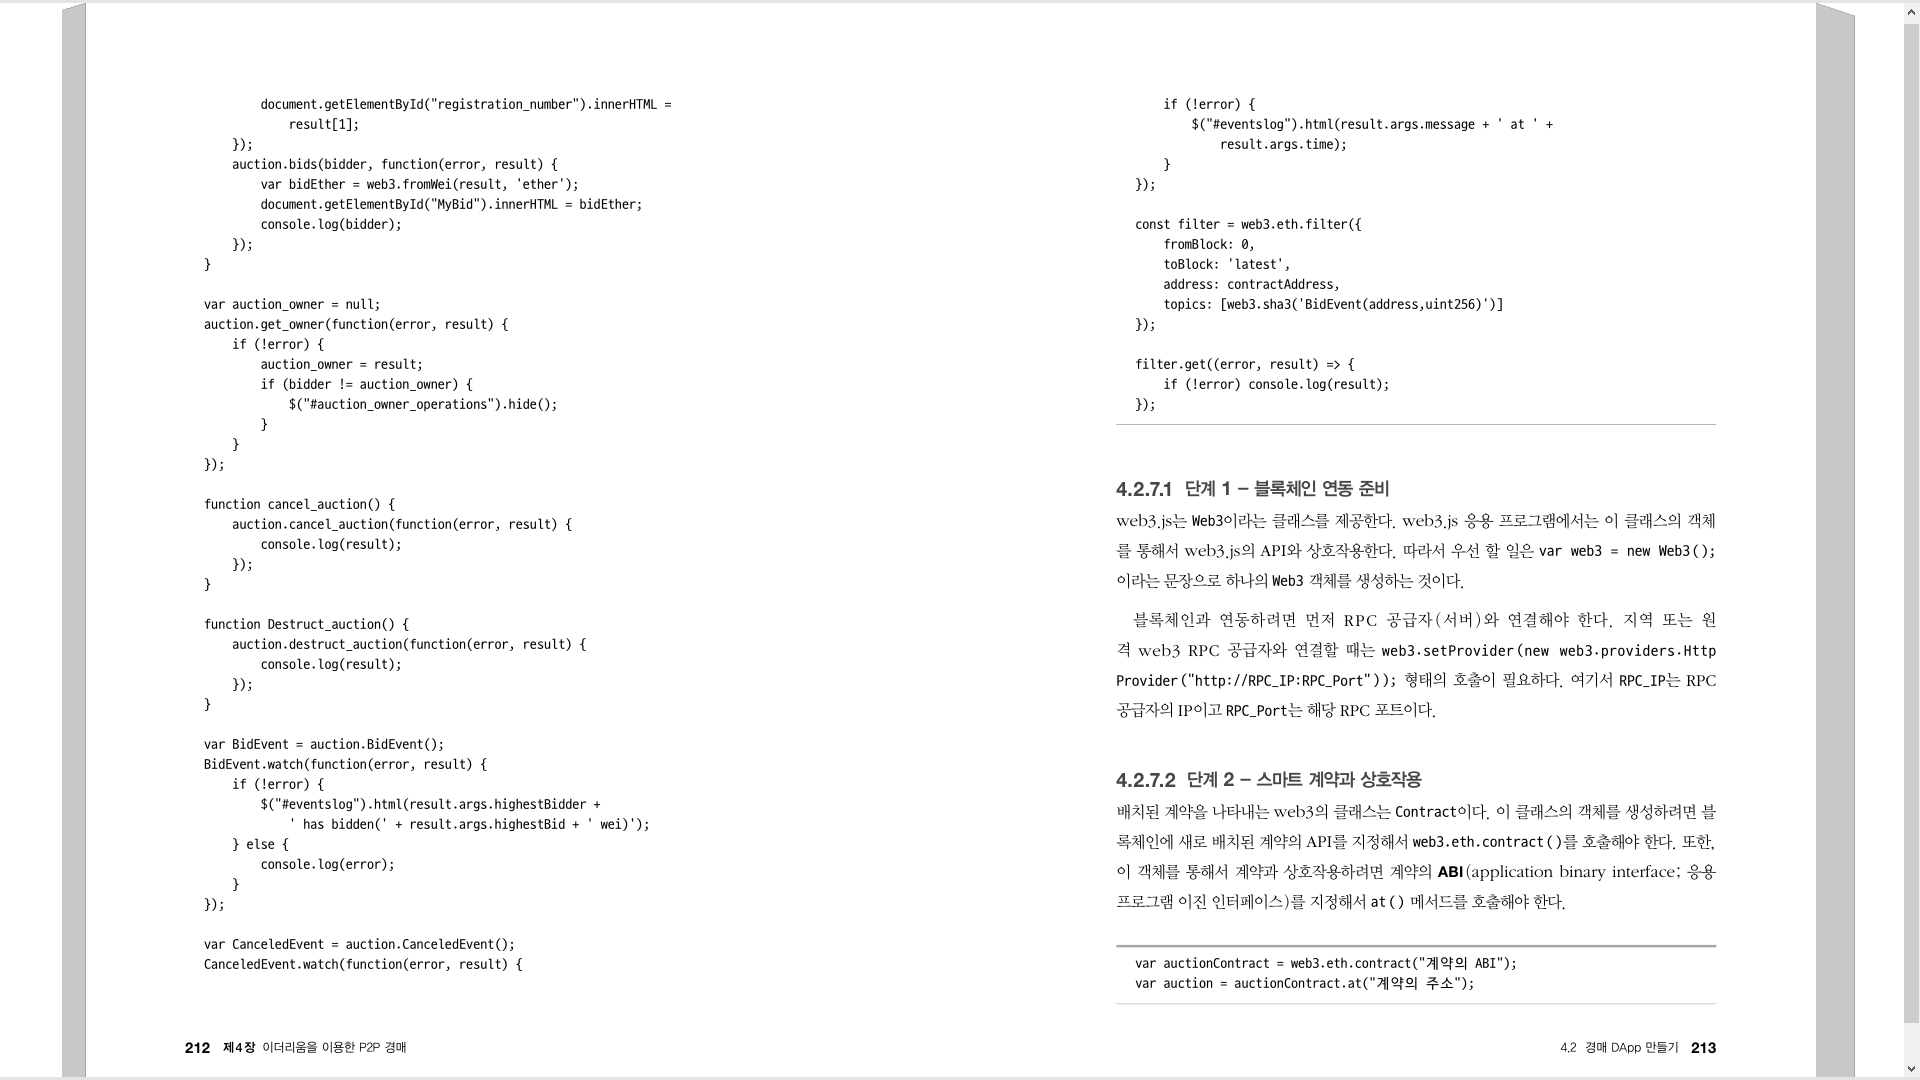 document.getElementById("registration_number").innerHTML =
            result[1];
    });
    auction.bids(bidder, function(error, result) {
        var bidEther = web3.fromWei(result, 'ether');
        document.getElementById("MyBid").innerHTML = bidEther;
        console.log(bidder);
    });
}

var auction_owner = null;
auction.get_owner(function(error, result) {
    if (!error) {
        auction_owner = result;
        if (bidder != auction_owner) {
            $("#auction_owner_operations").hide();
        }
    }
});

function cancel_auction() {
    auction.cancel_auction(function(error, result) {
        console.log(result);
    });
}

function Destruct_auction() {
    auction.destruct_auction(function(error, result) {
        console.log(result);
    });
}

var BidEvent = auction.BidEvent();
BidEvent.watch(function(error, result) {
    if (!error) {
        $("#eventslog").html(result.args.highestBidder +
            ' has bidden(' + result.args.highestBid + ' wei)');
    } else {
        console.log(error);
    }
});

var CanceledEvent = auction.CanceledEvent();
CanceledEvent.watch(function(error, result) {
212 제4장 이더리움을 이용한 P2P 경매
    if (!error) {
        $("#eventslog").html(result.args.message + ' at ' +
            result.args.time);
    }
});

const filter = web3.eth.filter({
    fromBlock: 0,
    toBlock: 'latest',
    address: contractAddress,
    topics: [web3.sha3('BidEvent(address,uint256)')]
});

filter.get((error, result) => {
    if (!error) console.log(result);
});
4.2.7.1 단계 1 – 블록체인 연동 준비
web3.js는 Web3이라는 클래스를 제공한다. web3.js 응용 프로그램에서는 이 클래스의 객체
를 통해서 web3.js의 API와 상호작용한다. 따라서 우선 할 일은 var web3 = new Web3();
이라는 문장으로 하나의 Web3 객체를 생성하는 것이다.
블록체인과 연동하려면 먼저 RPC 공급자(서버)와 연결해야 한다. 지역 또는 원
격 web3 RPC 공급자와 연결할 때는 web3.setProvider(new web3.providers.Http
Provider("http://RPC_IP:RPC_Port")); 형태의 호출이 필요하다. 여기서 RPC_IP는 RPC
공급자의 IP이고 RPC_Port는 해당 RPC 포트이다.
4.2.7.2 단계 2 – 스마트 계약과 상호작용
배치된 계약을 나타내는 web3의 클래스는 Contract이다. 이 클래스의 객체를 생성하려면 블
록체인에 새로 배치된 계약의 API를 지정해서 web3.eth.contract()를 호출해야 한다. 또한,
이 객체를 통해서 계약과 상호작용하려면 계약의 ABI(application binary interface; 응용
프로그램 이진 인터페이스)를 지정해서 at() 메서드를 호출해야 한다.
var auctionContract = web3.eth.contract("계약의 ABI");
var auction = auctionContract.at("계약의 주소");
4.2 경매 DApp 만들기 213